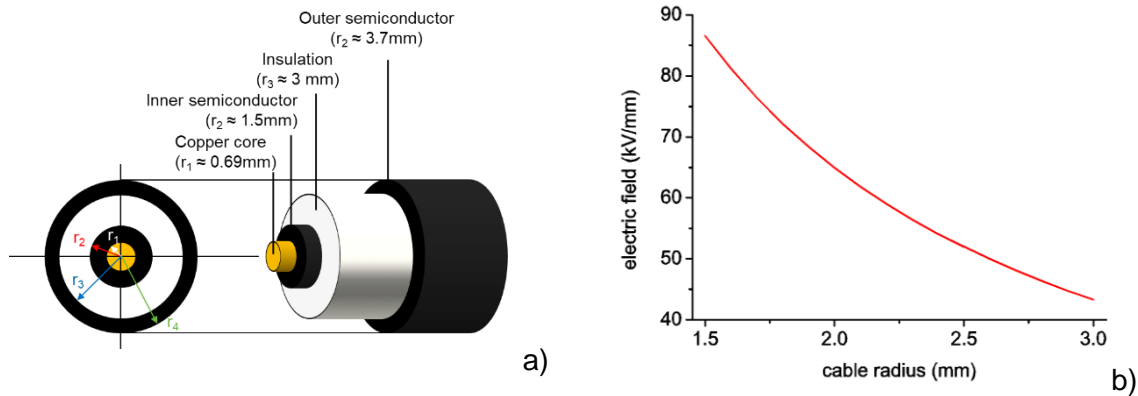 Outer semiconductor
(r₂ ≈ 3.7mm)
Insulation
(r₃ ≈ 3 mm)
Inner semiconductor
(r₂ ≈ 1.5mm)
Copper core
(r₁ ≈ 0.69mm)
r₁
r₂
r₃
r₄
a)
90
80
70
60
50
40
1.5
2.0
2.5
3.0
electric field (kV/mm)
cable radius (mm)
b)